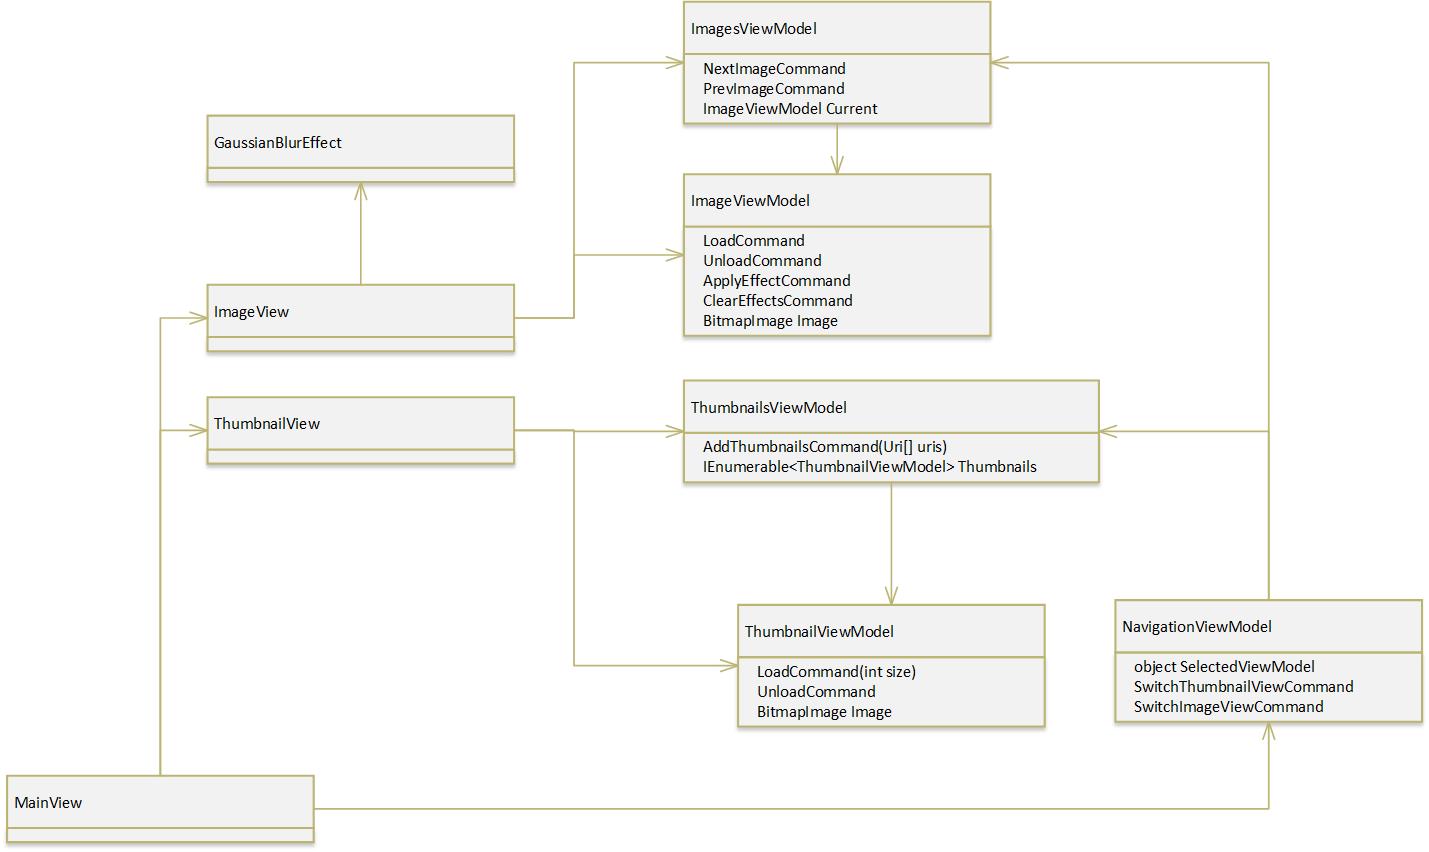 ImagesViewModel
NextImageCommand
PrevImageCommand
ImageViewModel Current
GaussianBlurEffect
ImageViewModel
LoadCommand
UnloadCommand
ApplyEffectCommand
ClearEffectsCommand
BitmapImage Image
ImageView
ThumbnailView
ThumbnailsViewModel
AddThumbnailsCommand(Uri[] uris)
IEnumerable<ThumbnailViewModel> Thumbnails
ThumbnailViewModel
LoadCommand(int size)
UnloadCommand
BitmapImage Image
NavigationViewModel
object SelectedViewModel
SwitchThumbnailViewCommand
SwitchImageViewCommand
MainView